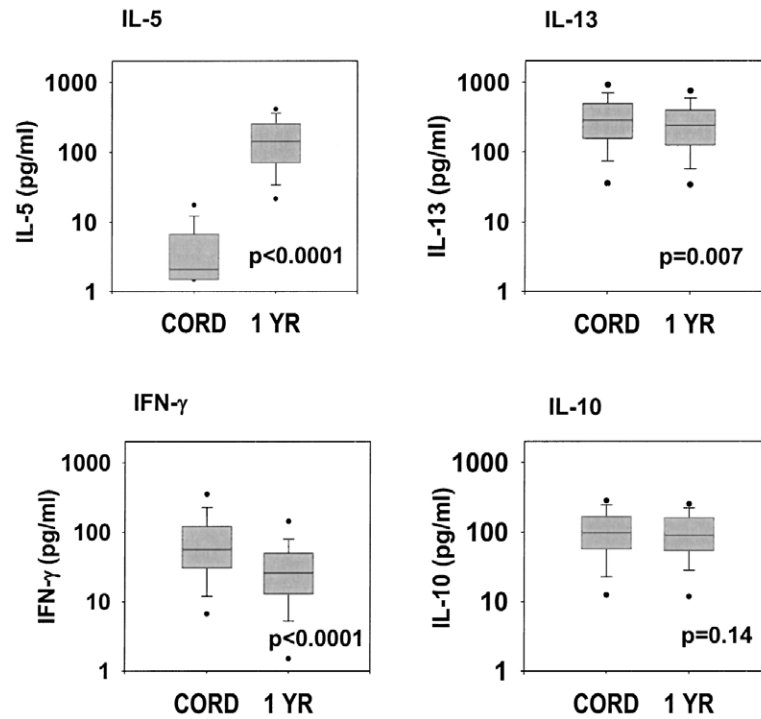 IL-5
1000
100
10
1
IL-5 (pg/ml)
p<0.0001
CORD 1 YR
IL-13
1000
100
10
1
IL-13 (pg/ml)
p=0.007
CORD 1 YR
IFN-γ
1000
100
10
1
IFN-γ (pg/ml)
p<0.0001
CORD 1 YR
IL-10
1000
100
10
1
IL-10 (pg/ml)
p=0.14
CORD 1 YR